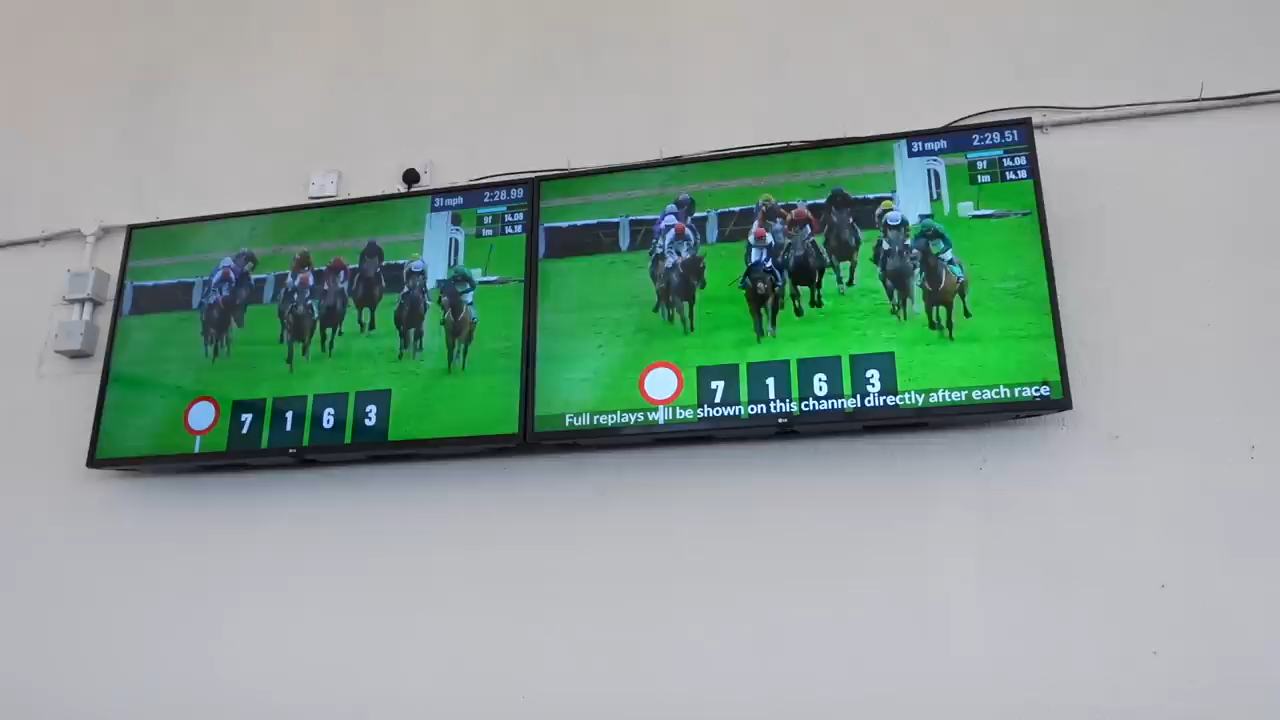 31 mph 2:28.99
9f 14.08
1m 14.18
7 1 6 3
31 mph 2:29.51
9f 14.08
1m 14.18
7 1 6 3
Full replays will be shown on this channel directly after each race